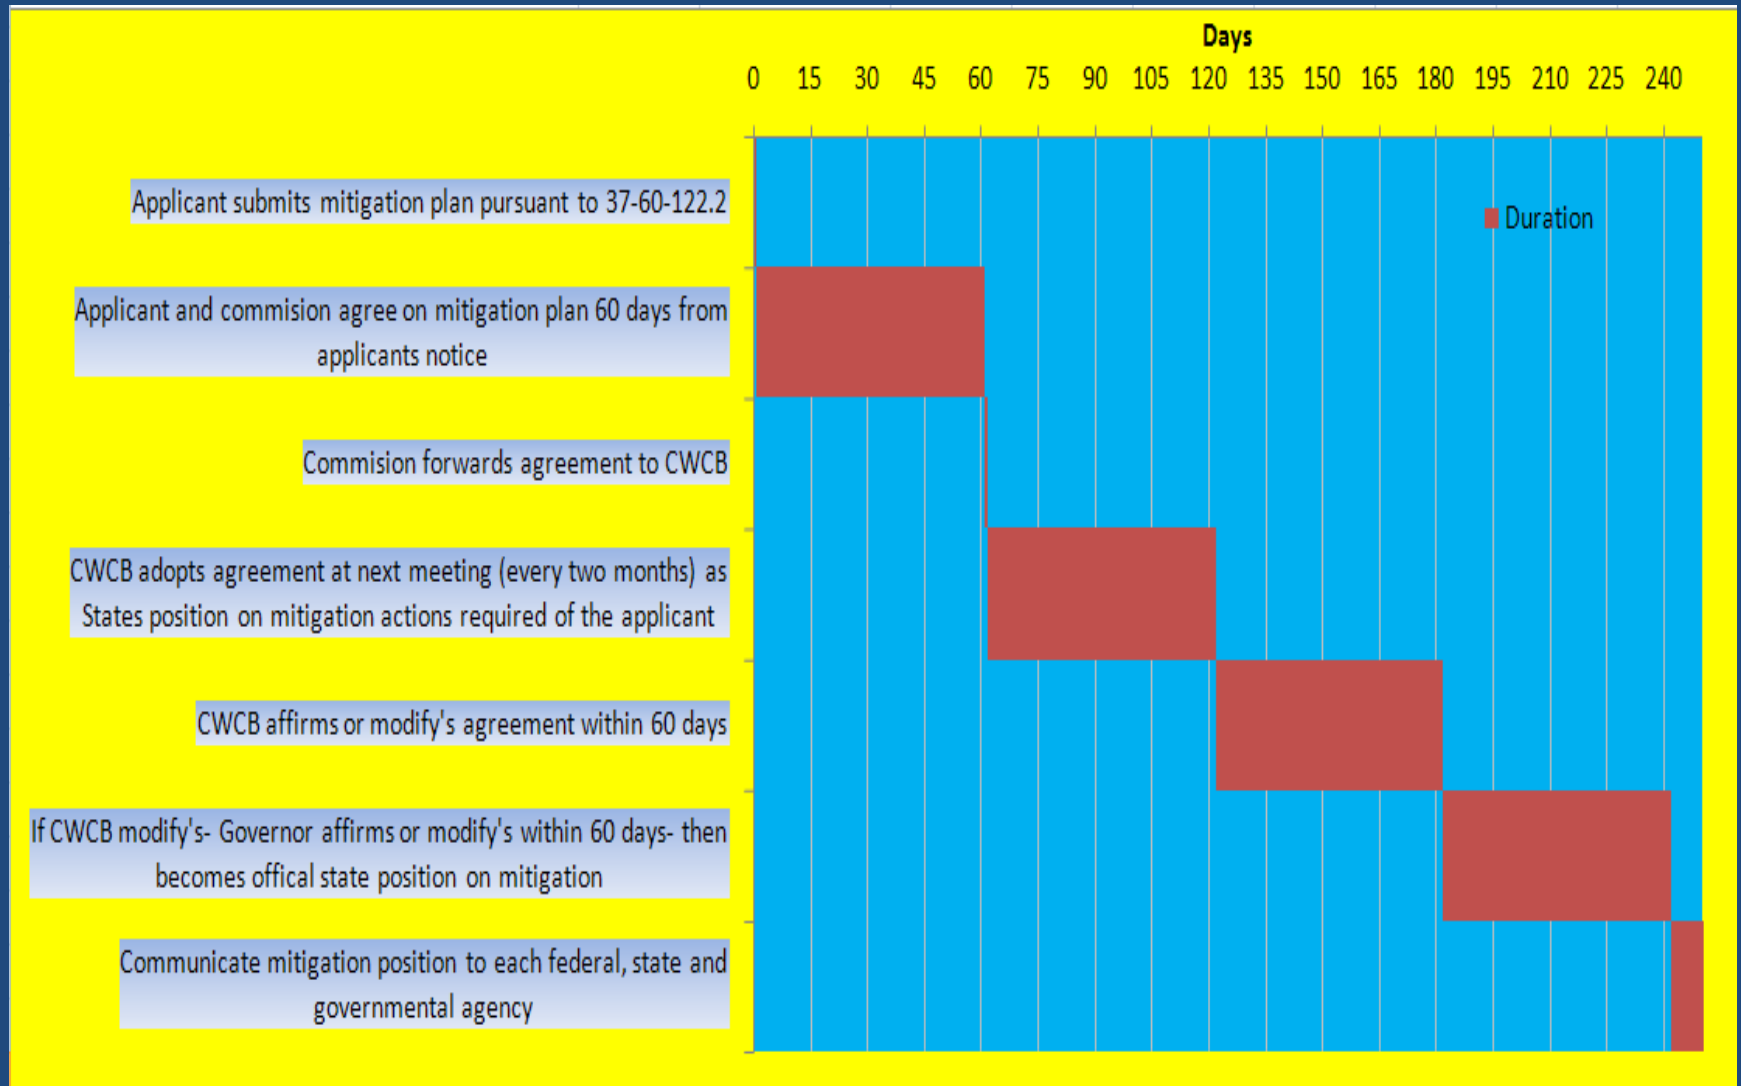 Days
0 15 30 45 60 75 90 105 120 135 150 165 180 195 210 225 240
Applicant submits mitigation plan pursuant to 37-60-122.2
Duration
Applicant and commision agree on mitigation plan 60 days from
applicants notice
Commision forwards agreement to CWCB
CWCB adopts agreement at next meeting (every two months) as
States position on mitigation actions required of the applicant
CWCB affirms or modify's agreement within 60 days
If CWCB modify's- Governor affirms or modify's within 60 days- then
becomes offical state position on mitigation
Communicate mitigation position to each federal, state and
governmental agency